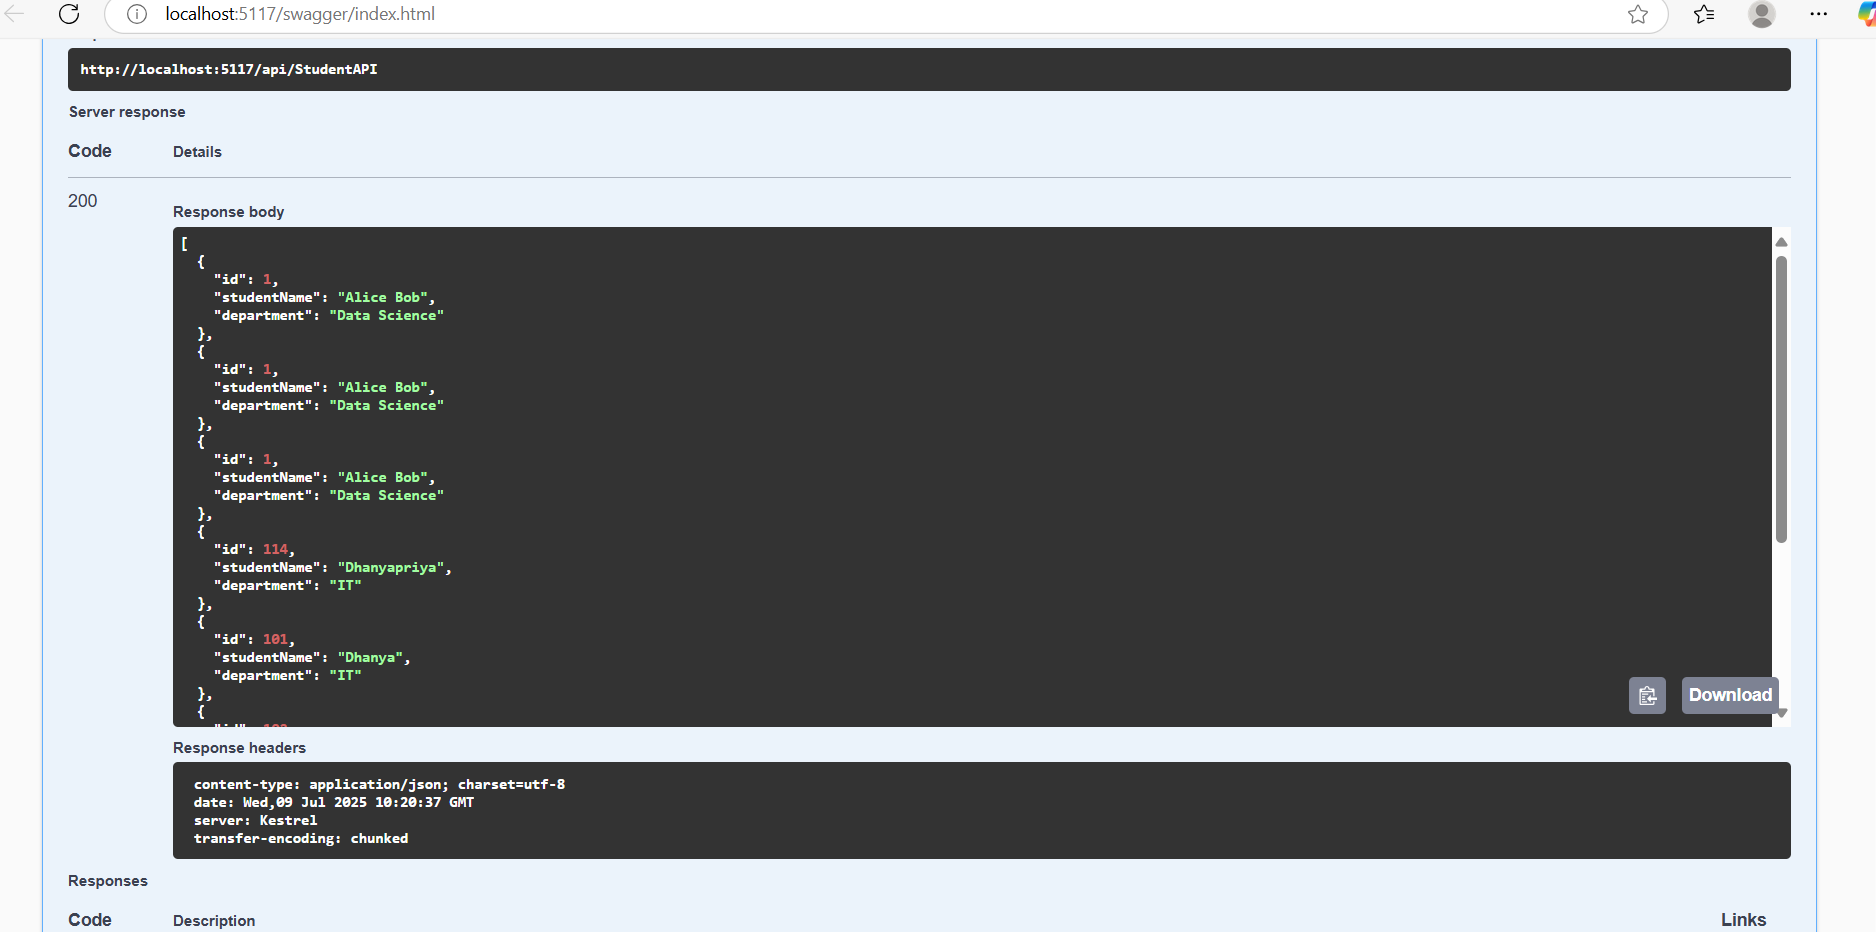 localhost:5117/swagger/index.html
http://localhost:5117/api/StudentAPI
Server response
Code Details
200
Response body
[
{
"id": 1,
"studentName": "Alice Bob",
"department": "Data Science"
},
{
"id": 1,
"studentName": "Alice Bob",
"department": "Data Science"
},
{
"id": 1,
"studentName": "Alice Bob",
"department": "Data Science"
},
{
"id": 114,
"studentName": "Dhanyapriya",
"department": "IT"
},
{
"id": 101,
"studentName": "Dhanya",
"department": "IT"
},
{
Download
Response headers
content-type: application/json; charset=utf-8
date: Wed,09 Jul 2025 10:20:37 GMT
server: Kestrel
transfer-encoding: chunked
Responses
Code Description Links